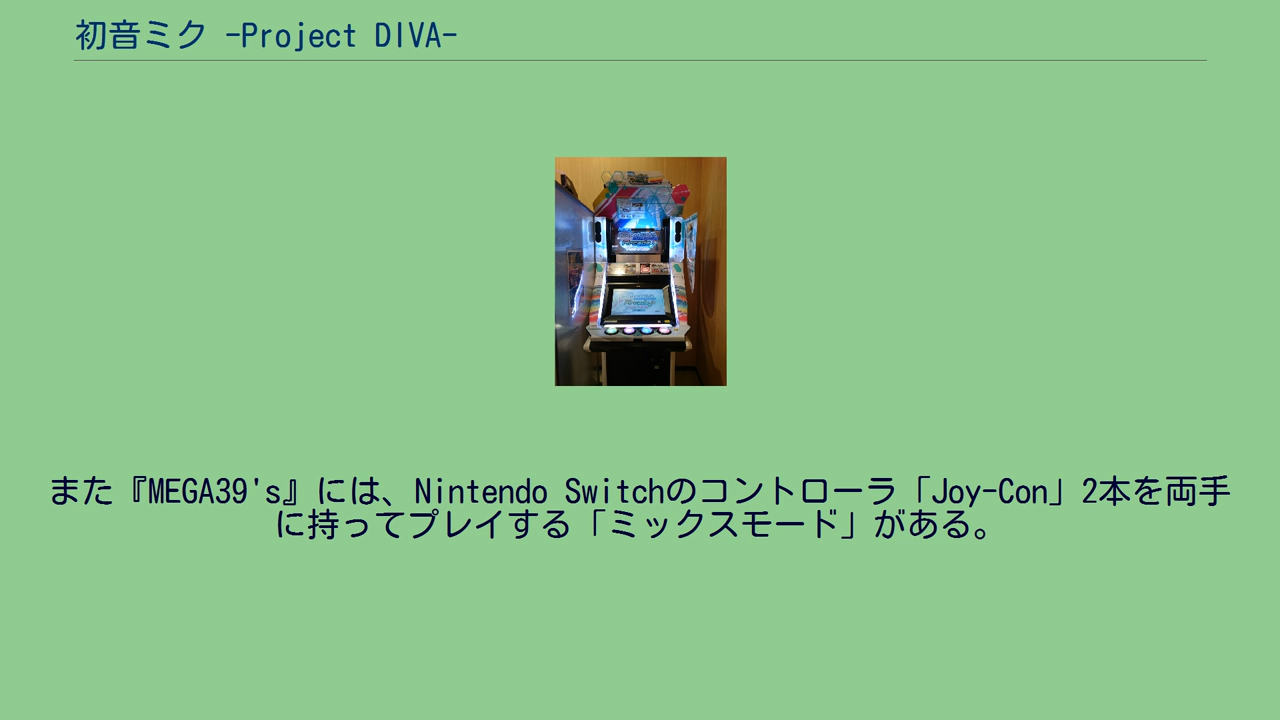 初音ミク -Project DIVA-
また『MEGA39's』には、Nintendo Switchのコントローラ「Joy-Con」2本を両手
に持ってプレイする「ミックスモード」がある。